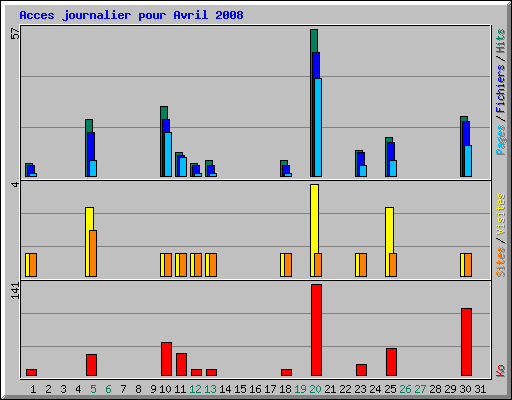 Acces journalier pour Avril 2008
57
4
141
Pages / Fichiers / Hits
Sites / Visites
Ko
1 2 3 4 5 6 7 8 9 10 11 12 13 14 15 16 17 18 19 20 21 22 23 24 25 26 27 28 29 30 31